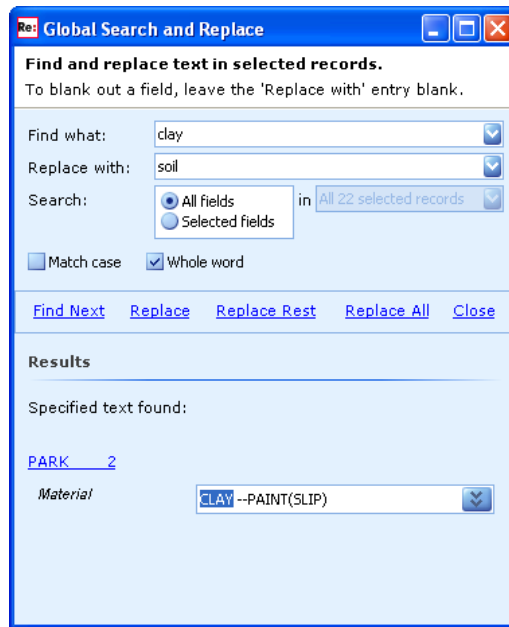 Re: Global Search and Replace
Find and replace text in selected records.
To blank out a field, leave the 'Replace with' entry blank.
Find what: clay
Replace with: soil
Search: All fields in All 22 selected records
Selected fields
Match case Whole word
Find Next Replace Replace Rest Replace All Close
Results
Specified text found:
PARK 2
Material CLAY --PAINT(SLIP)